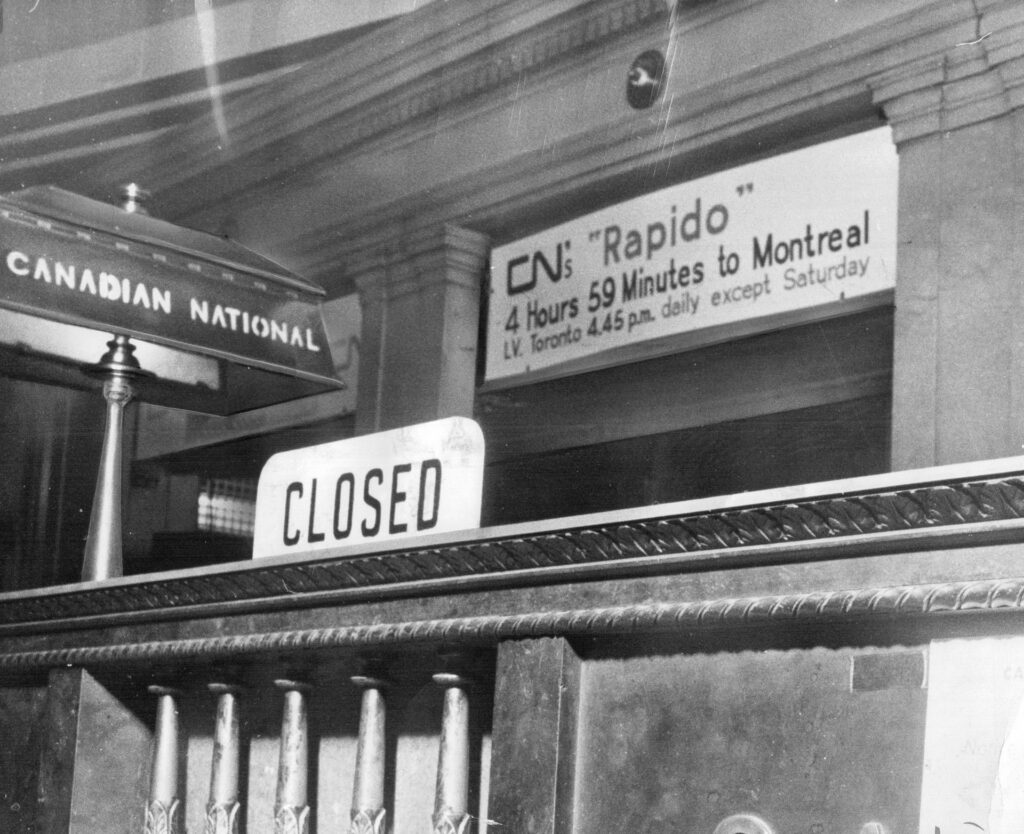 CANADIAN NATIONAL
CN's "Rapido"
4 Hours 59 Minutes to Montreal
LV. Toronto 4.45 p.m. daily except Saturday
CLOSED